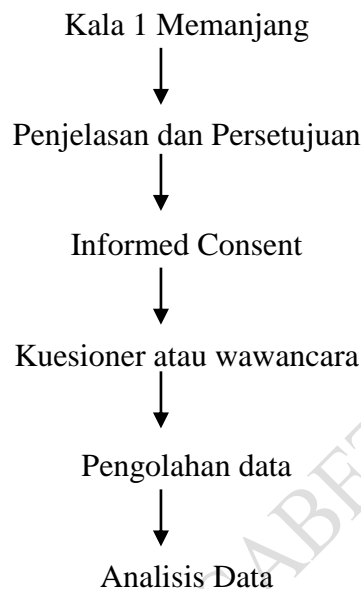 Kala 1 Memanjang
Penjelasan dan Persetujuan
Informed Consent
Kuesioner atau wawancara
Pengolahan data
Analisis Data